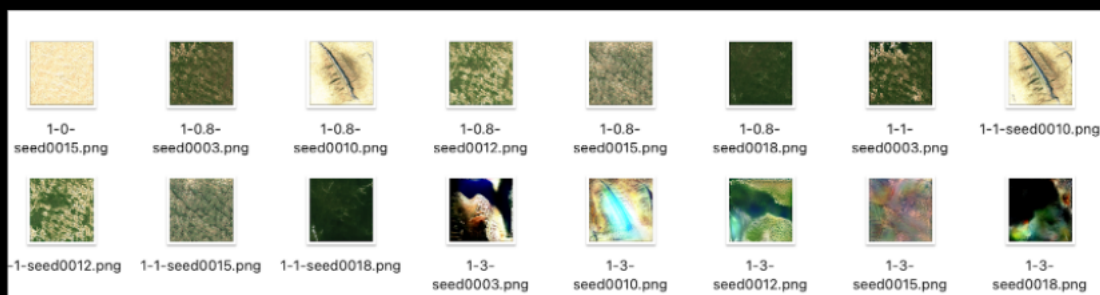 1-0-
seed0015.png
1-0.8-
seed0003.png
1-0.8-
seed0010.png
1-0.8-
seed0012.png
1-0.8-
seed0015.png
1-0.8-
seed0018.png
1-1-
seed0003.png
1-1-seed0010.png
-1-seed0012.png
1-1-seed0015.png
1-1-seed0018.png
1-3-
seed0003.png
1-3-
seed0010.png
1-3-
seed0012.png
1-3-
seed0015.png
1-3-
seed0018.png